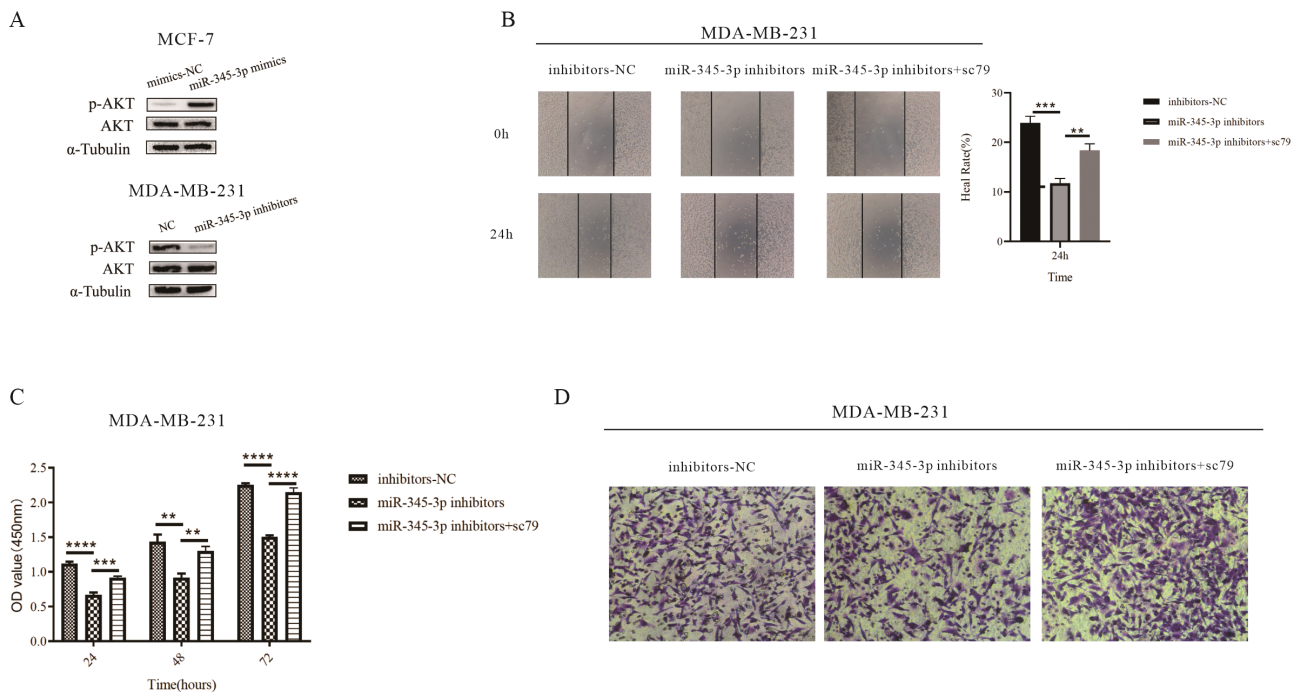 A
MCF-7
mimics-NC miR-345-3p mimics
p-AKT
AKT
α-Tubulin
MDA-MB-231
NC miR-345-3p inhibitors
p-AKT
AKT
α-Tubulin
B
MDA-MB-231
inhibitors-NC miR-345-3p inhibitors miR-345-3p inhibitors+sc79
0h
24h
Heal Rate(%)
30
20
10
0
***
**
24h
Time
inhibitors-NC
miR-345-3p inhibitors
miR-345-3p inhibitors+sc79
C
MDA-MB-231
OD value(450nm)
2.5
2.0
1.5
1.0
0.5
0.0
**** ***
** **
**** ****
24 48 72
Time(hours)
inhibitors-NC
miR-345-3p inhibitors
miR-345-3p inhibitors+sc79
D
MDA-MB-231
inhibitors-NC miR-345-3p inhibitors miR-345-3p inhibitors+sc79